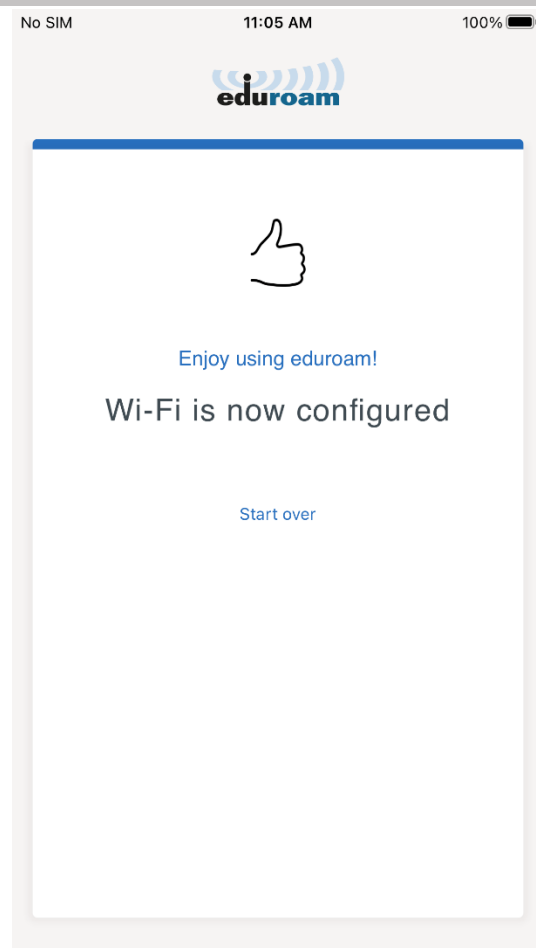 No SIM 11:05 AM 100%
eduroam
Enjoy using eduroam!
Wi-Fi is now configured
Start over